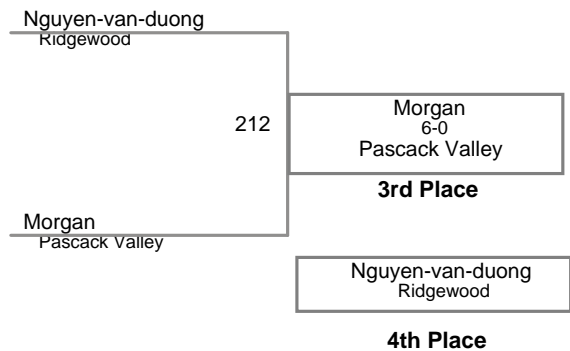 Nguyen-van-duong
Ridgewood
212
Morgan
6-0
Pascack Valley
3rd Place
Morgan
Pascack Valley
Nguyen-van-duong
Ridgewood
4th Place